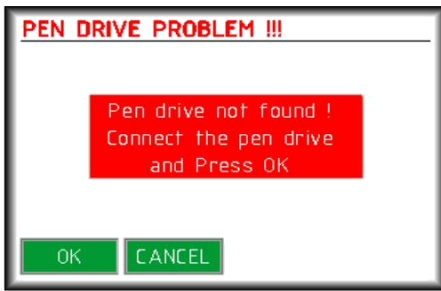 PEN DRIVE PROBLEM !!!
Pen drive not found !
Connect the pen drive
and Press OK
OK
CANCEL